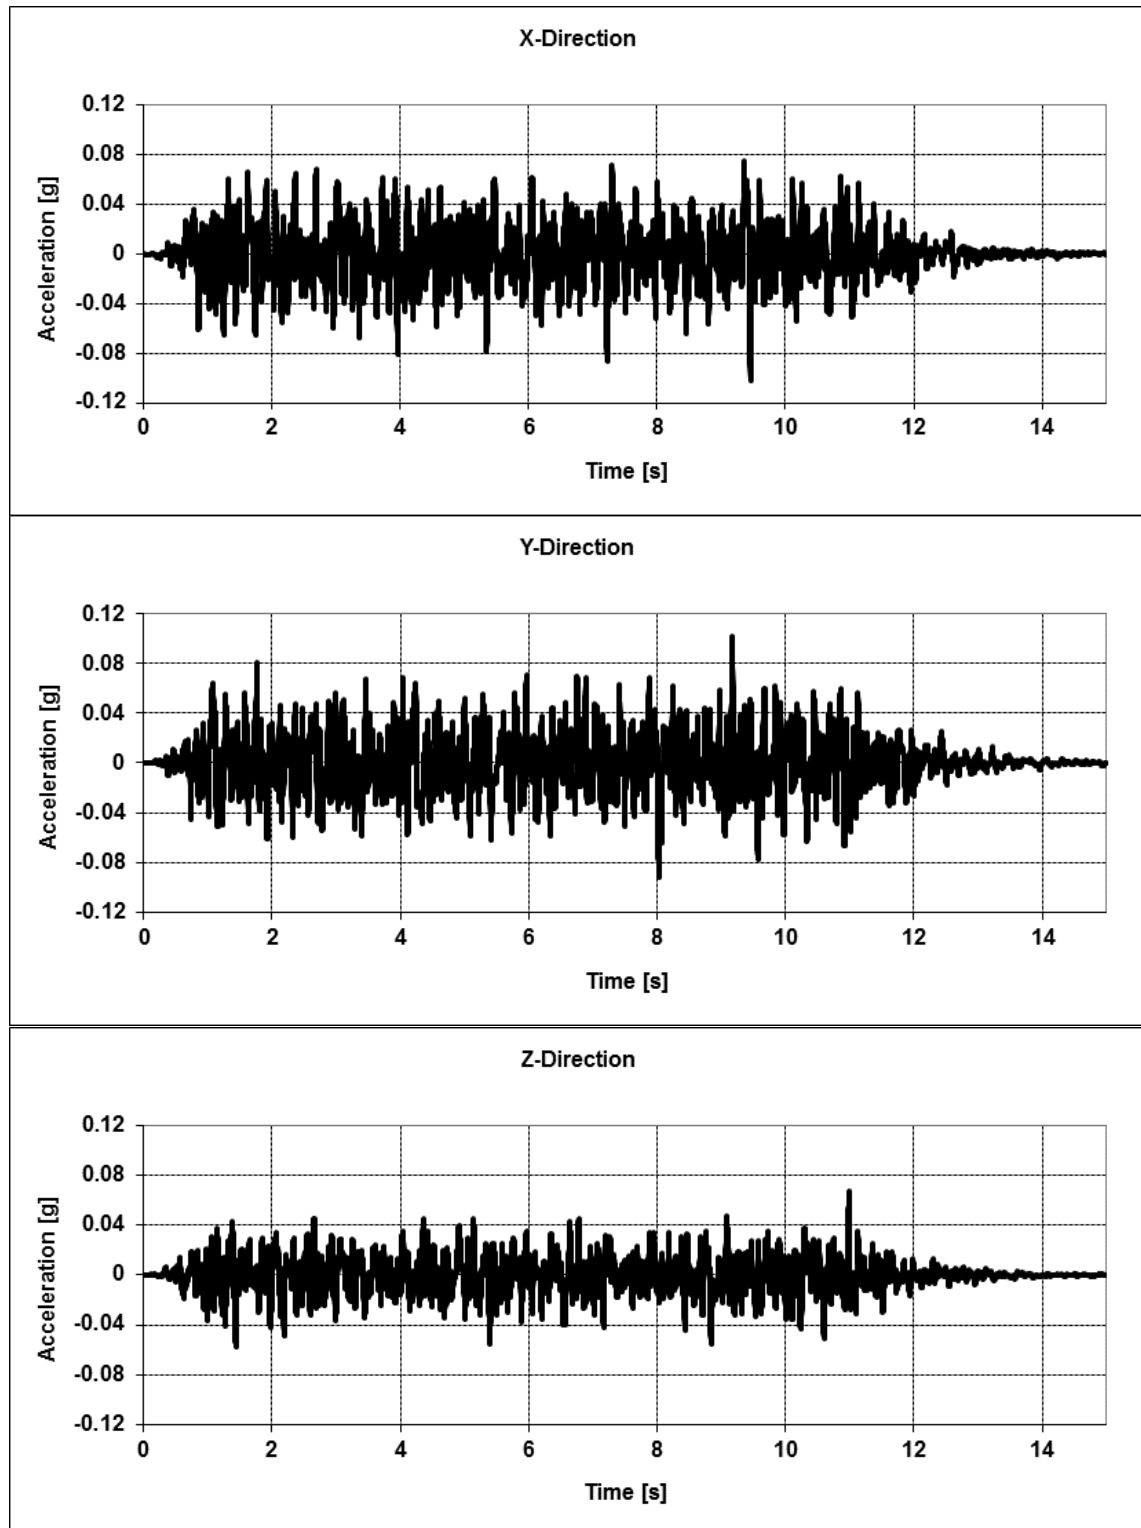 X-Direction
0.12
0.08
0.04
0
-0.04
-0.08
-0.12
Acceleration [g]
0 2 4 6 8 10 12 14
Time [s]
Y-Direction
0.12
0.08
0.04
0
-0.04
-0.08
-0.12
Acceleration [g]
0 2 4 6 8 10 12 14
Time [s]
Z-Direction
0.12
0.08
0.04
0
-0.04
-0.08
-0.12
Acceleration [g]
0 2 4 6 8 10 12 14
Time [s]